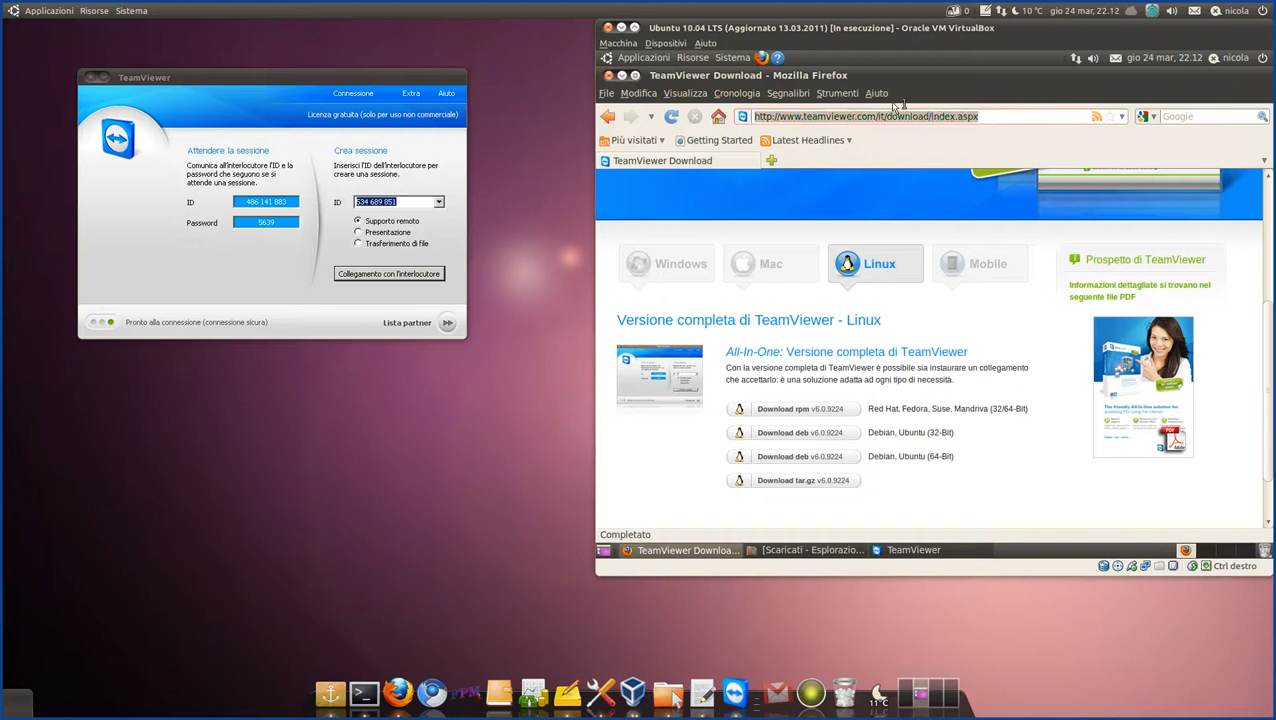 Applicazioni Risorse Sistema
0
10 °C gio 24 mar, 22.12
nicola
TeamViewer
Connessione Extra Aiuto
Licenza gratuita (solo per uso non commerciale)
Attendere la sessione
Comunica all'interlocutore l'ID e la
password che seguono se si
attende una sessione.
ID 486 141 883
Password 5639
Crea sessione
Inserisci l'ID dell'interlocutore per
creare una sessione.
ID 534 689 851
Supporto remoto
Presentazione
Trasferimento di file
Collegamento con l'interlocutore
Pronto alla connessione (connessione sicura)
Lista partner
Ubuntu 10.04 LTS (Aggiornato 13.03.2011) [In esecuzione] - Oracle VM VirtualBox
Macchina Dispositivi Aiuto
Applicazioni Risorse Sistema
gio 24 mar, 22.12 nicola
TeamViewer Download - Mozilla Firefox
File Modifica Visualizza Cronologia Segnalibri Strumenti Aiuto
http://www.teamviewer.com/it/download/index.aspx
Google
Più visitati Getting Started Latest Headlines
TeamViewer Download
Windows Mac Linux Mobile
Prospetto di TeamViewer
Informazioni dettagliate si trovano nel
seguente file PDF
Versione completa di TeamViewer - Linux
All-In-One: Versione completa di TeamViewer
Con la versione completa di TeamViewer è possibile sia instaurare un collegamento
che accettarlo: è una soluzione adatta ad ogni tipo di necessità.
Download rpm v6.0.9224 Red Hat, Fedora, Suse, Mandriva (32/64-Bit)
Download deb v6.0.9224 Debian, Ubuntu (32-Bit)
Download deb v6.0.9224 Debian, Ubuntu (64-Bit)
Download tar.gz v6.0.9224
PDF
Completato
TeamViewer Downloa... [Scaricati - Esplorazio... TeamViewer
Ctrl destro
11°C